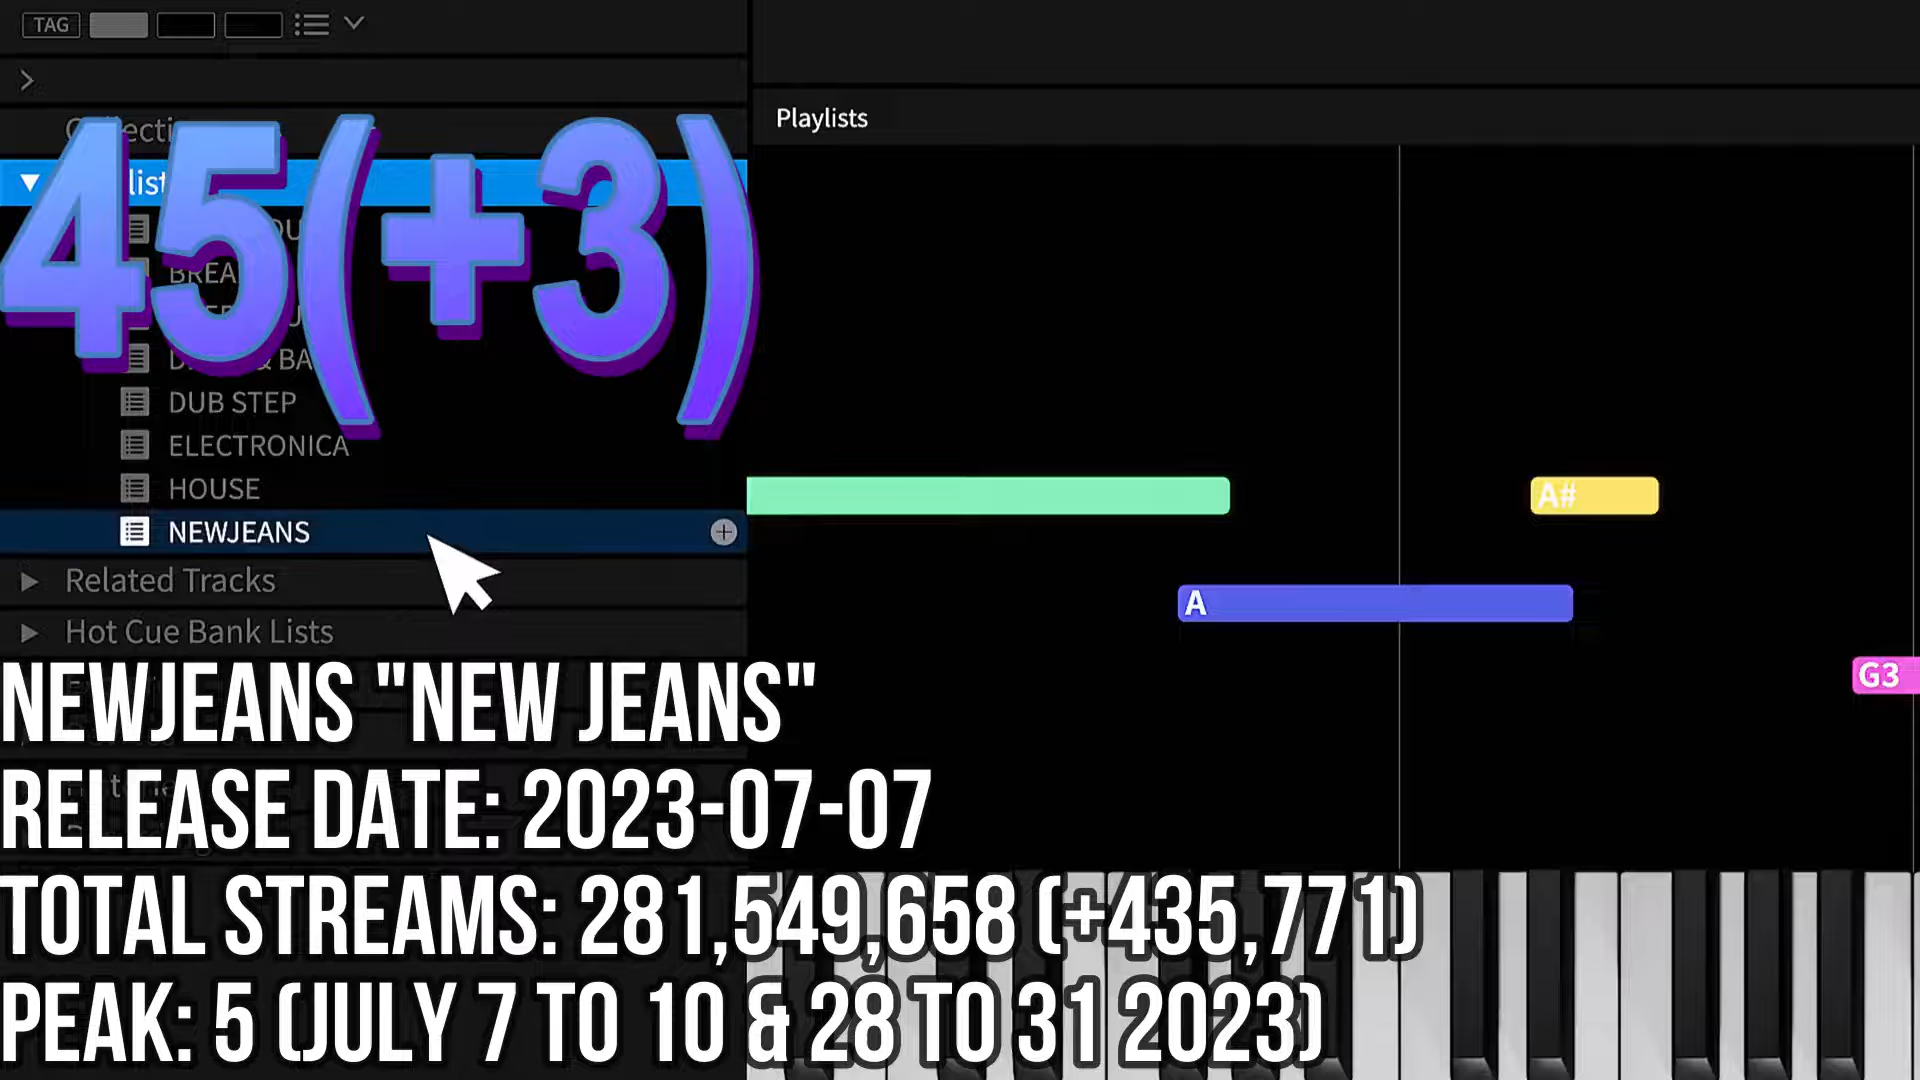 TAG
Playlists
45(+3)
DUB STEP
ELECTRONICA
HOUSE
NEWJEANS
Related Tracks
Hot Cue Bank Lists
A#
A
G3
NEWJEANS "NEW JEANS"
RELEASE DATE: 2023-07-07
TOTAL STREAMS: 281,549,658 (+435,771)
PEAK: 5 (JULY 7 TO 10 & 28 TO 31 2023)